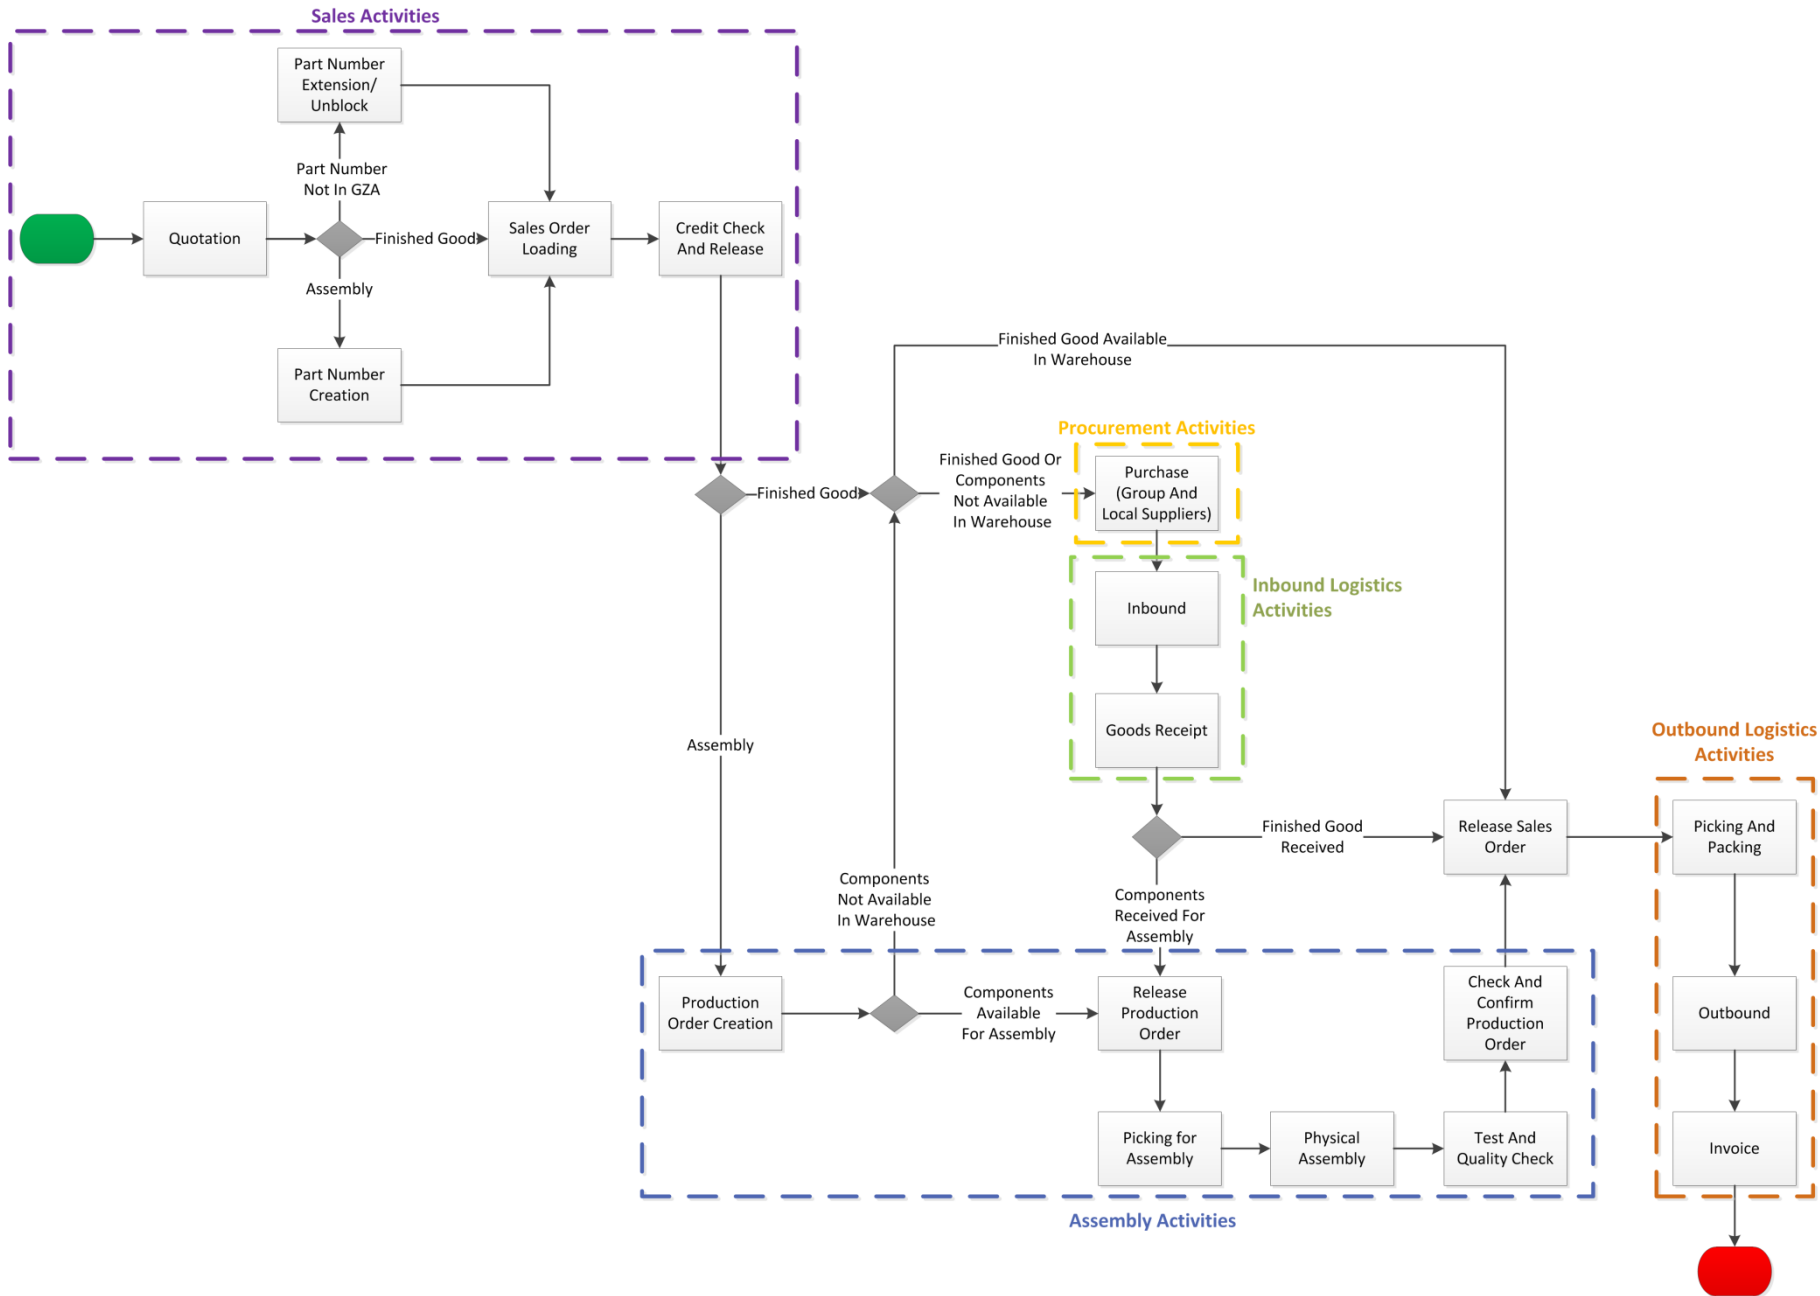 Sales Activities
Part Number
Extension/
Unblock
Part Number
Not In GZA
Quotation
Finished Good
Sales Order
Loading
Credit Check
And Release
Assembly
Part Number
Creation
Finished Good Available
In Warehouse
Procurement Activities
Finished Good
Finished Good Or
Components
Not Available
In Warehouse
Purchase
(Group And
Local Suppliers)
Inbound Logistics
Activities
Inbound
Goods Receipt
Assembly
Outbound Logistics
Activities
Finished Good
Received
Release Sales
Order
Picking And
Packing
Components
Not Available
In Warehouse
Components
Received For
Assembly
Production
Order Creation
Components
Available
For Assembly
Release
Production
Order
Check And
Confirm
Production
Order
Outbound
Picking for
Assembly
Physical
Assembly
Test And
Quality Check
Invoice
Assembly Activities